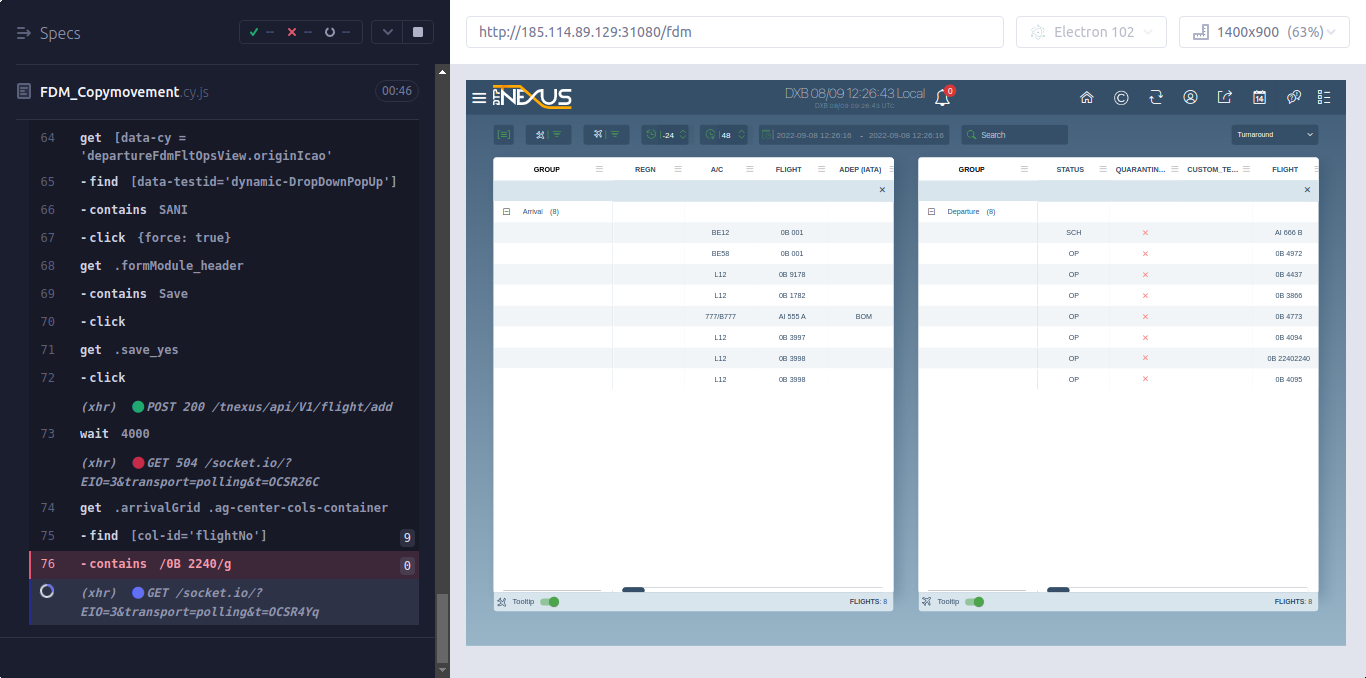 Specs
http://185.114.89.129:31080/fdm
Electron 102
1400x900 (63%)
FDM_Copymovement.cy.js
00:46
64 get [data-cy = 'departureFdmFltOpsView.originIcao'
65 -find [data-testid='dynamic-DropDownPopUp']
66 -contains SANI
67 -click {force: true}
68 get .formModule_header
69 -contains Save
70 -click
71 get .save_yes
72 -click
(xhr) POST 200 /tnexus/api/V1/flight/add
73 wait 4000
(xhr) GET 504 /socket.io/?
EIO=3&transport=polling&t=OCSR26C
74 get .arrivalGrid .ag-center-cols-container
75 -find [col-id='flightNo'] 9
76 -contains /0B 2240/g 0
(xhr) GET /socket.io/?
EIO=3&transport=polling&t=OCSR4Yq
NEXUS
DXB 08/09 12:26:43 Local
DXB 08/09 09:26:43 UTC
0
14
-24
48
2022-09-08 12:26:16 - 2022-09-08 12:26:16
Search
Turnaround
GROUP REGN A/C FLIGHT ADEP (IATA)
Arrival (8)
BE12 0B 001
BE58 0B 001
L12 0B 9178
L12 0B 1782
777/B777 AI 555 A BOM
L12 0B 3997
L12 0B 3998
L12 0B 3998
Tooltip
FLIGHTS: 8
GROUP STATUS QUARANTIN... CUSTOM_TE... FLIGHT
Departure (8)
SCH AI 666 B
OP 0B 4972
OP 0B 4437
OP 0B 3866
OP 0B 4773
OP 0B 4094
OP 0B 22402240
OP 0B 4095
Tooltip
FLIGHTS: 8